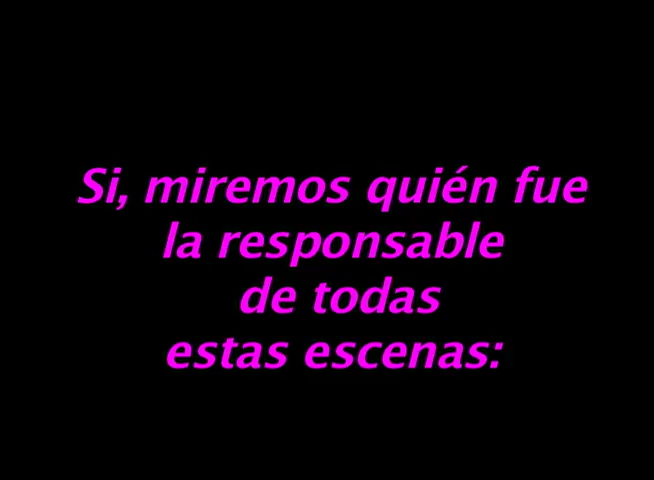 Si, miremos quién fue
la responsable
de todas
estas escenas: